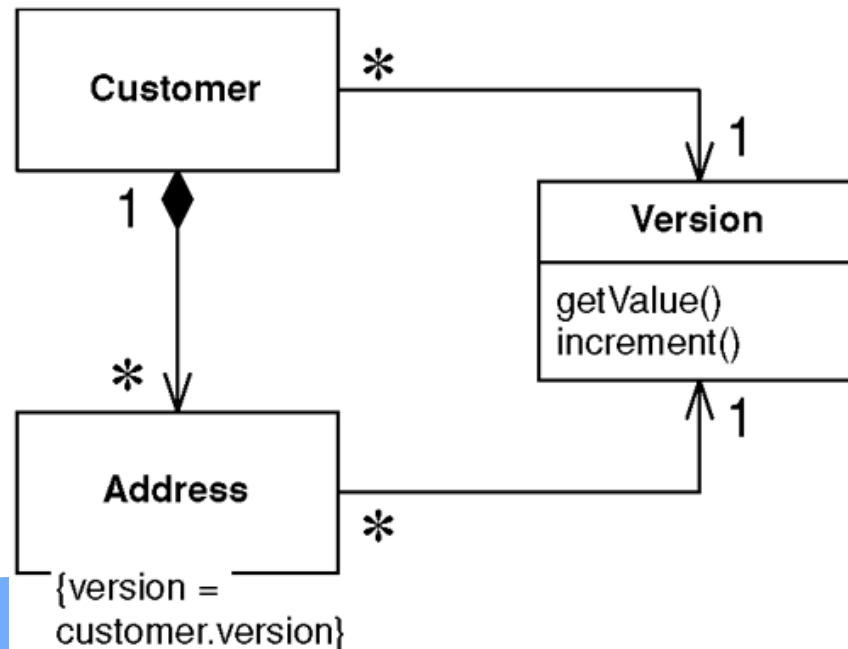 Customer
*
1
Version
getValue()
increment()
1
*
Address
1
*
{version =
customer.version}